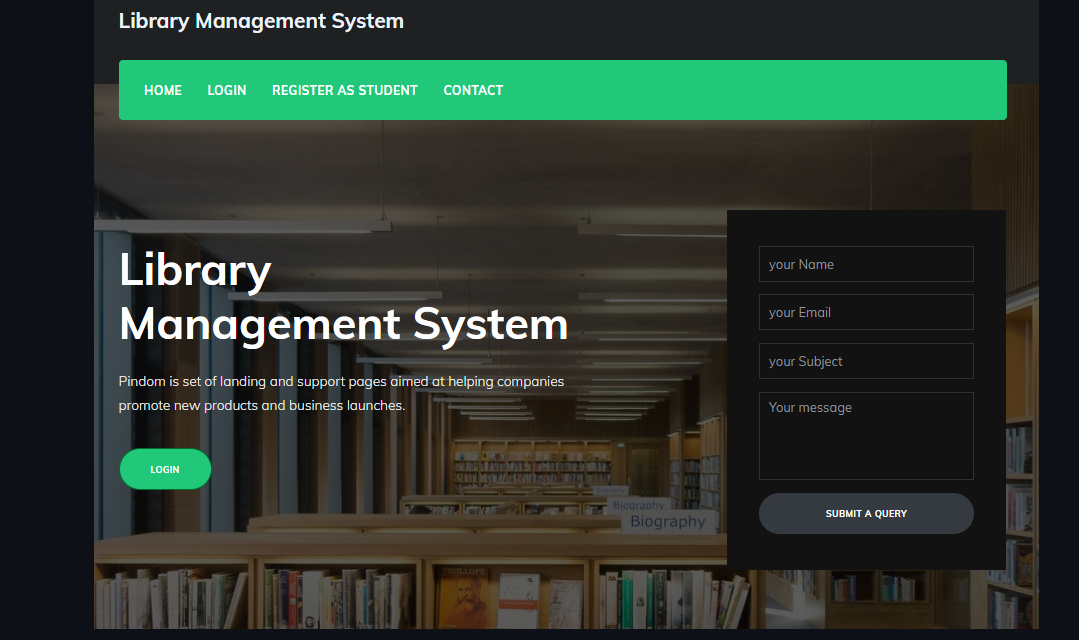 Library Management System
HOME LOGIN REGISTER AS STUDENT CONTACT
Library
Management System
Pindom is set of landing and support pages aimed at helping companies
promote new products and business launches.
LOGIN
your Name
your Email
your Subject
Your message
SUBMIT A QUERY
Biography
Biography
TROLLOPE